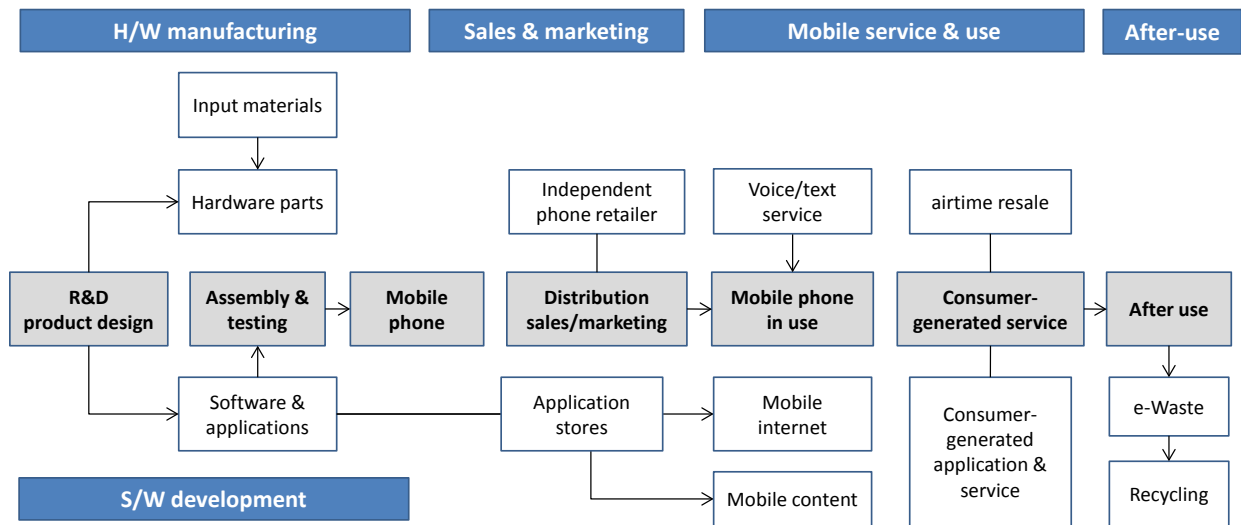 H/W manufacturing
Sales & marketing
Mobile service & use
After-use
Input materials
Hardware parts
Independent
phone retailer
Voice/text
service
airtime resale
R&D
product design
Assembly &
testing
Mobile
phone
Distribution
sales/marketing
Mobile phone
in use
Consumer-
generated service
After use
Software &
applications
Application
stores
Mobile
internet
Consumer-
generated
application &
service
e-Waste
Mobile content
Recycling
S/W development